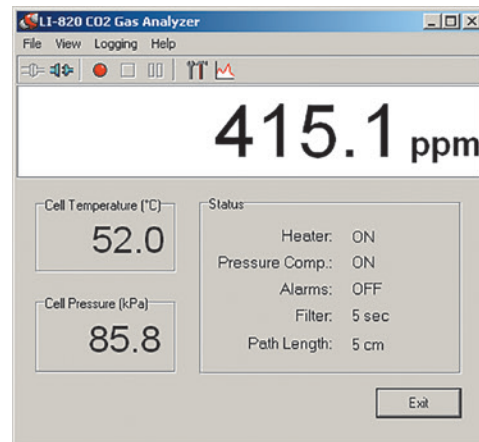 LI-820 CO2 Gas Analyzer
File View Logging Help
415.1 ppm
Cell Temperature (°C)
52.0
Cell Pressure (kPa)
85.8
Status
Heater: ON
Pressure Comp.: ON
Alarms: OFF
Filter: 5 sec
Path Length: 5 cm
Exit